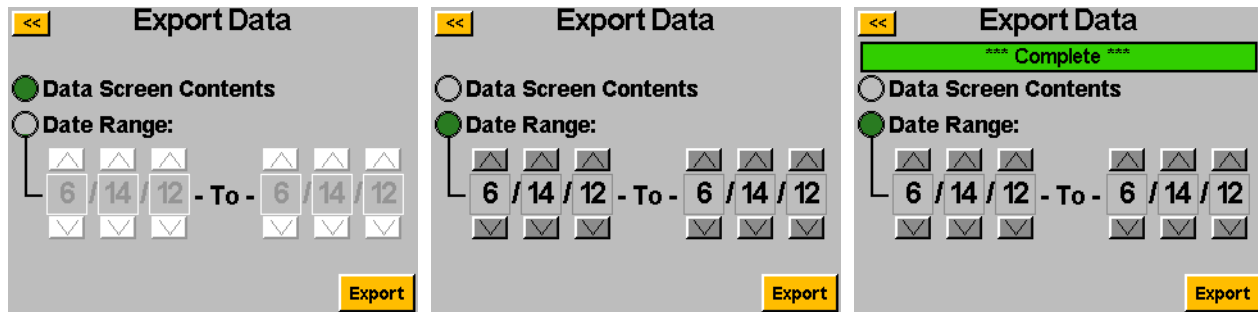 << Export Data
Data Screen Contents
Date Range:
6 / 14 / 12 - To - 6 / 14 / 12
Export
<< Export Data
Data Screen Contents
Date Range:
6 / 14 / 12 - To - 6 / 14 / 12
Export
<< Export Data
*** Complete ***
Data Screen Contents
Date Range:
6 / 14 / 12 - To - 6 / 14 / 12
Export